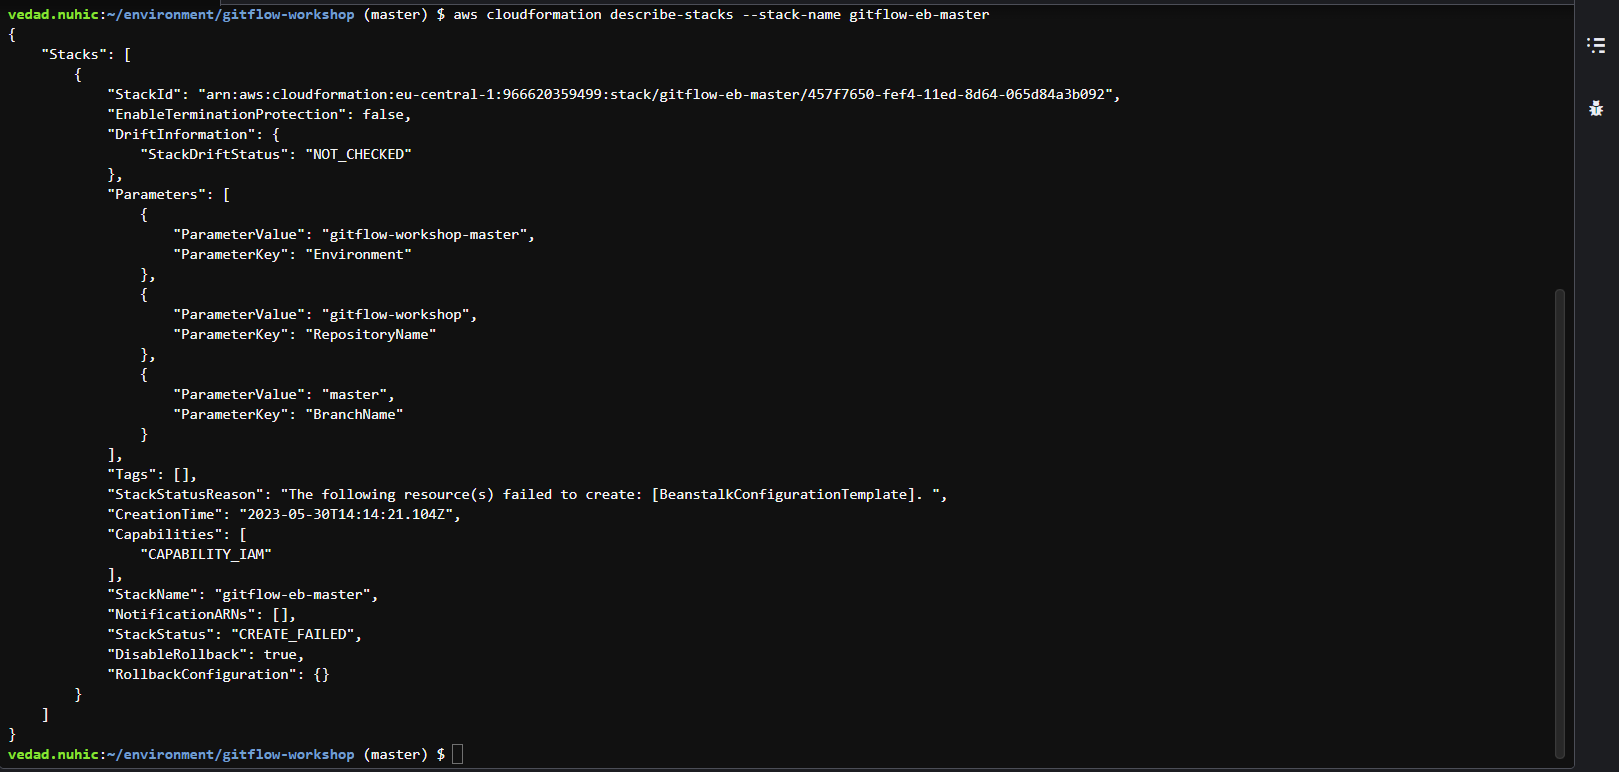 vedad.nuhic:~/environment/gitflow-workshop (master) $ aws cloudformation describe-stacks --stack-name gitflow-eb-master
{
    "Stacks": [
        {
            "StackId": "arn:aws:cloudformation:eu-central-1:966620359499:stack/gitflow-eb-master/457f7650-fef4-11ed-8d64-065d84a3b092",
            "EnableTerminationProtection": false,
            "DriftInformation": {
                "StackDriftStatus": "NOT_CHECKED"
            },
            "Parameters": [
                {
                    "ParameterValue": "gitflow-workshop-master",
                    "ParameterKey": "Environment"
                },
                {
                    "ParameterValue": "gitflow-workshop",
                    "ParameterKey": "RepositoryName"
                },
                {
                    "ParameterValue": "master",
                    "ParameterKey": "BranchName"
                }
            ],
            "Tags": [],
            "StackStatusReason": "The following resource(s) failed to create: [BeanstalkConfigurationTemplate]. ",
            "CreationTime": "2023-05-30T14:14:21.104Z",
            "Capabilities": [
                "CAPABILITY_IAM"
            ],
            "StackName": "gitflow-eb-master",
            "NotificationARNs": [],
            "StackStatus": "CREATE_FAILED",
            "DisableRollback": true,
            "RollbackConfiguration": {}
        }
    ]
}
vedad.nuhic:~/environment/gitflow-workshop (master) $